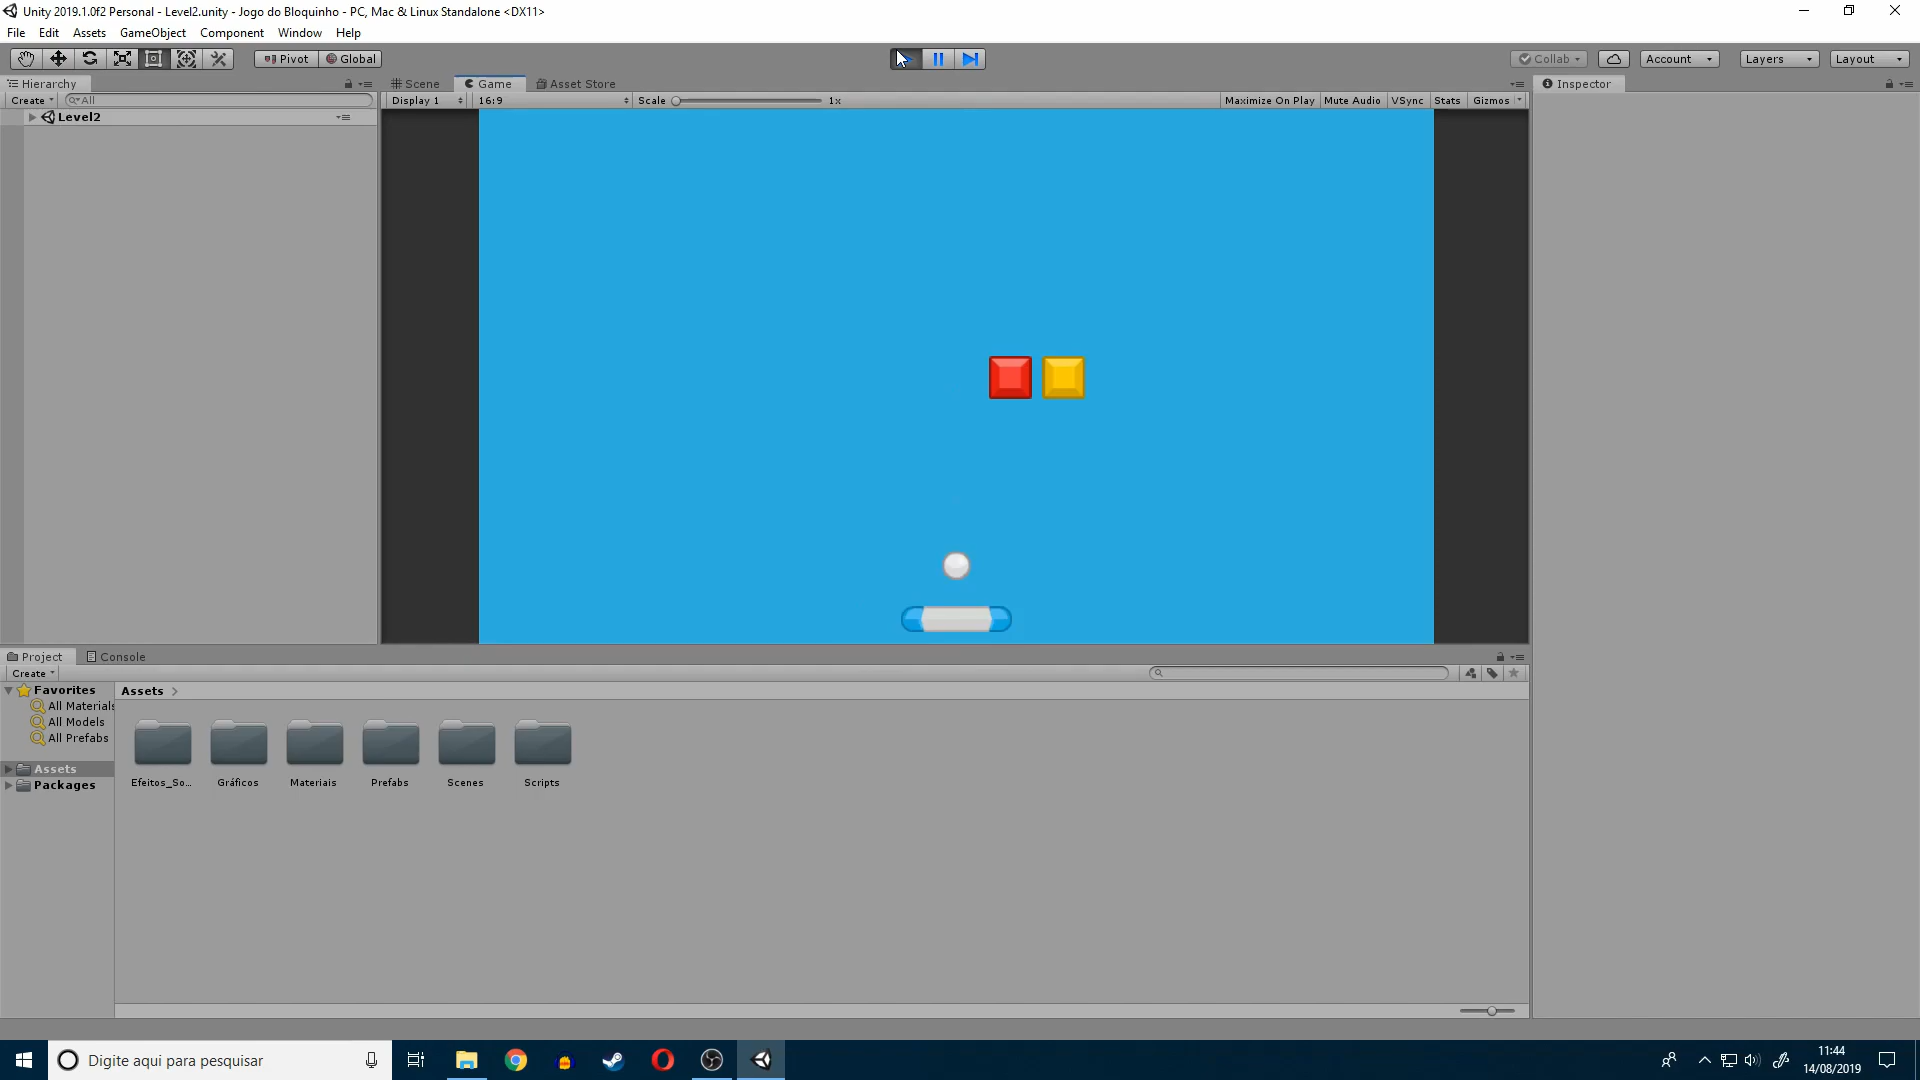 Unity 2019.1.0f2 Personal - Level2.unity - Jogo do Bloquinho - PC, Mac & Linux Standalone <DX11>
File Edit Assets GameObject Component Window Help
Pivot Global Collab Account Layers Layout
Hierarchy Scene Game Asset Store Inspector
Create All Display 1 16:9 Scale 1x Maximize On Play Mute Audio VSync Stats Gizmos
Level2
Project Console
Create
Favorites Assets
All Materials
All Models
All Prefabs
Assets
Packages
Efeitos_So... Gráficos Materiais Prefabs Scenes Scripts
Digite aqui para pesquisar
11:44
14/08/2019